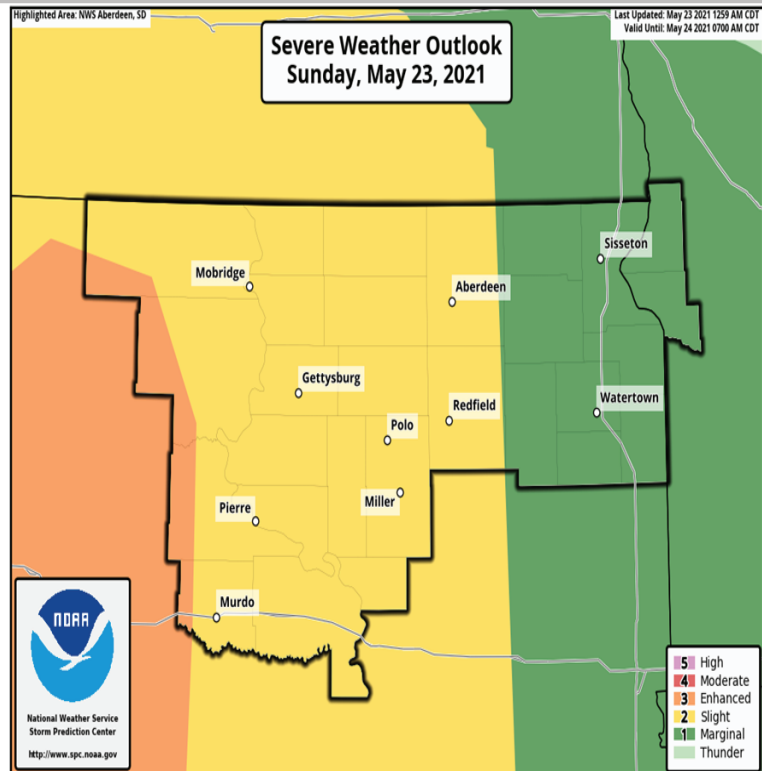 Highlighted Area: NWS Aberdeen, SD
Last Updated: May 23 2021 1259 AM CDT
Valid Until: May 24 2021 0700 AM CDT
Severe Weather Outlook
Sunday, May 23, 2021
Sisseton
Mobridge
Aberdeen
Gettysburg
Watertown
Redfield
Polo
Miller
Pierre
Murdo
NOAA
National Weather Service
Storm Prediction Center
http://www.spc.noaa.gov
5 High
4 Moderate
3 Enhanced
2 Slight
1 Marginal
Thunder